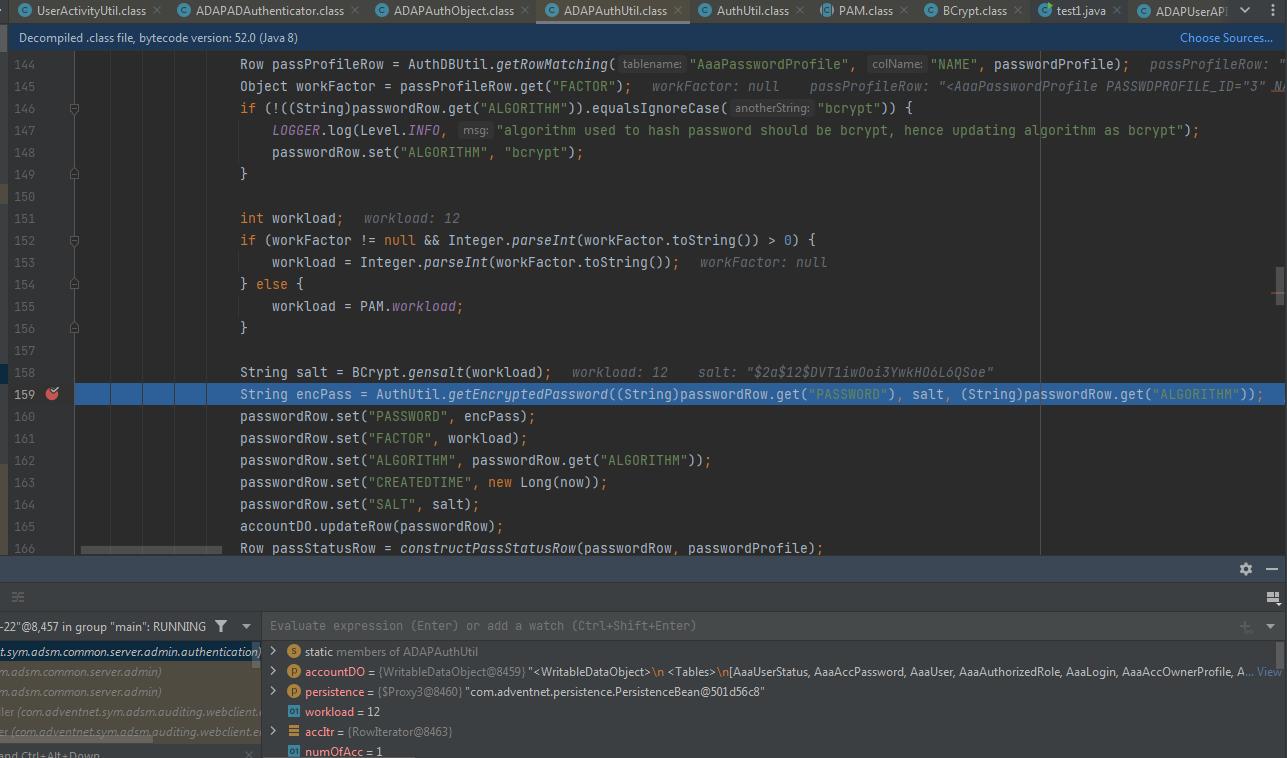 UserActivityUtil.class ADAPADAuthenticator.class ADAPAuthObject.class ADAPAuthUtil.class AuthUtil.class PAM.class BCrypt.class test1.java ADAPUserAPI
Decompiled .class file, bytecode version: 52.0 (Java 8) Choose Sources...
144 Row passProfileRow = AuthDBUtil.getRowMatching( tablename: "AaaPasswordProfile", colName: "NAME", passwordProfile); passProfileRow: "
145 Object workFactor = passProfileRow.get("FACTOR"); workFactor: null passProfileRow: "<AaaPasswordProfile PASSWDPROFILE_ID="3" N
146 if (!((String)passwordRow.get("ALGORITHM")).equalsIgnoreCase( anotherString: "bcrypt")) {
147 LOGGER.log(Level.INFO, msg: "algorithm used to hash password should be bcrypt, hence updating algorithm as bcrypt");
148 passwordRow.set("ALGORITHM", "bcrypt");
149 }
150
151 int workload; workload: 12
152 if (workFactor != null && Integer.parseInt(workFactor.toString()) > 0) {
153 workload = Integer.parseInt(workFactor.toString()); workFactor: null
154 } else {
155 workload = PAM.workload;
156 }
157
158 String salt = BCrypt.gensalt(workload); workload: 12 salt: "$2a$12$DVT1iwOoi3YwkHO6L6QSoe"
159 String encPass = AuthUtil.getEncryptedPassword((String)passwordRow.get("PASSWORD"), salt, (String)passwordRow.get("ALGORITHM"));
160 passwordRow.set("PASSWORD", encPass);
161 passwordRow.set("FACTOR", workload);
162 passwordRow.set("ALGORITHM", passwordRow.get("ALGORITHM"));
163 passwordRow.set("CREATEDTIME", new Long(now));
164 passwordRow.set("SALT", salt);
165 accountDO.updateRow(passwordRow);
166 Row passStatusRow = constructPassStatusRow(passwordRow, passwordProfile);
-22"@8,457 in group "main": RUNNING
Evaluate expression (Enter) or add a watch (Ctrl+Shift+Enter)
t.sym.adsm.common.server.admin.authentication)
m.adsm.common.server.admin)
m.adsm.common.server.admin)
ller (com.adventnet.sym.adsm.auditing.webclient.e
er (com.adventnet.sym.adsm.auditing.webclient.e
and Ctrl+Alt+Down
static members of ADAPAuthUtil
accountDO = {WritableDataObject@8459} "<WritableDataObject>\n <Tables>\n[AaaUserStatus, AaaAccPassword, AaaUser, AaaAuthorizedRole, AaaLogin, AaaAccOwnerProfile, A... View
persistence = {$Proxy3@8460} "com.adventnet.persistence.PersistenceBean@501d56c8"
workload = 12
accItr = {RowIterator@8463}
numOfAcc = 1